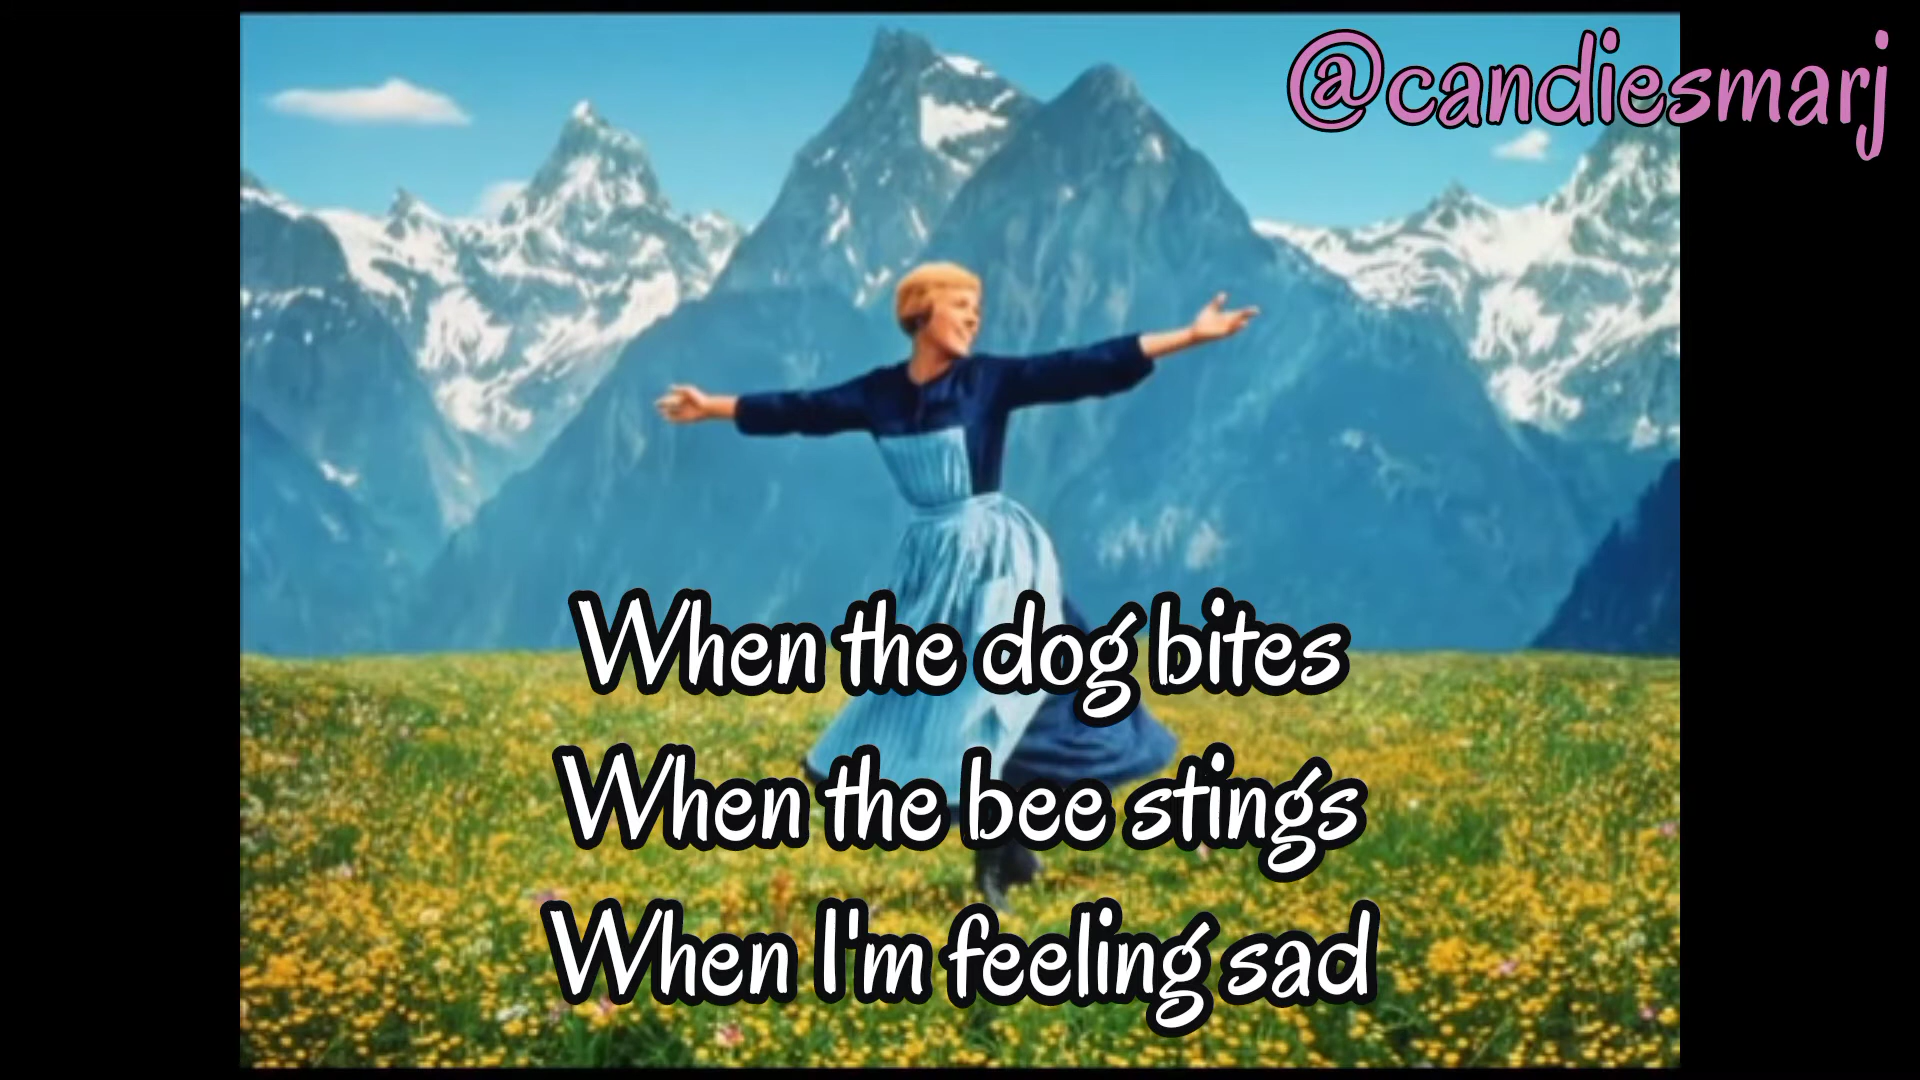 @candiesmarj
When the dog bites
When the bee stings
When I'm feeling sad